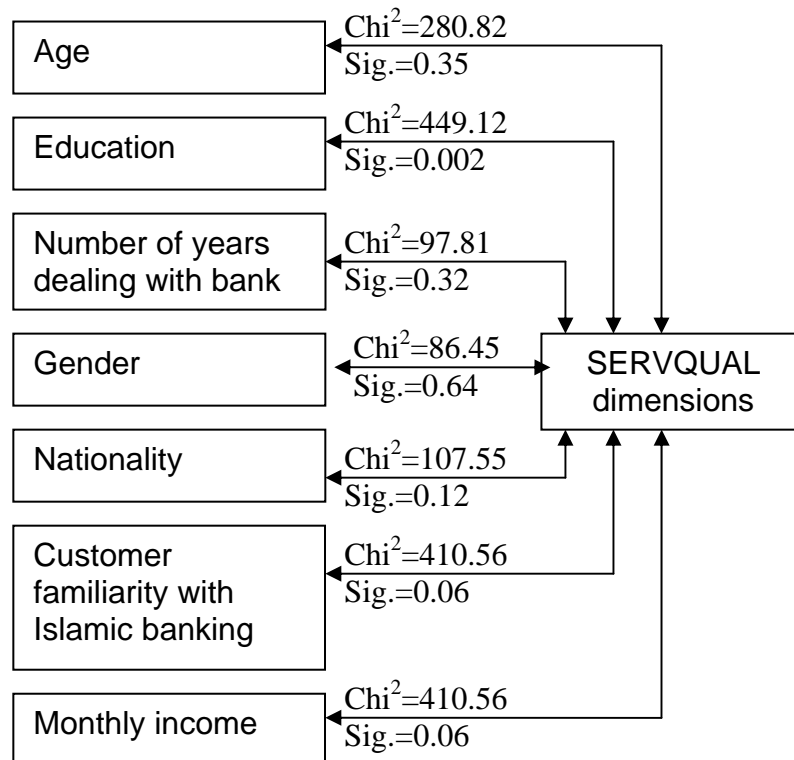 Age
Chi²=280.82
Sig.=0.35
Education
Chi²=449.12
Sig.=0.002
Number of years
dealing with bank
Chi²=97.81
Sig.=0.32
Gender
Chi²=86.45
Sig.=0.64
SERVQUAL
dimensions
Nationality
Chi²=107.55
Sig.=0.12
Customer
familiarity with
Islamic banking
Chi²=410.56
Sig.=0.06
Monthly income
Chi²=410.56
Sig.=0.06